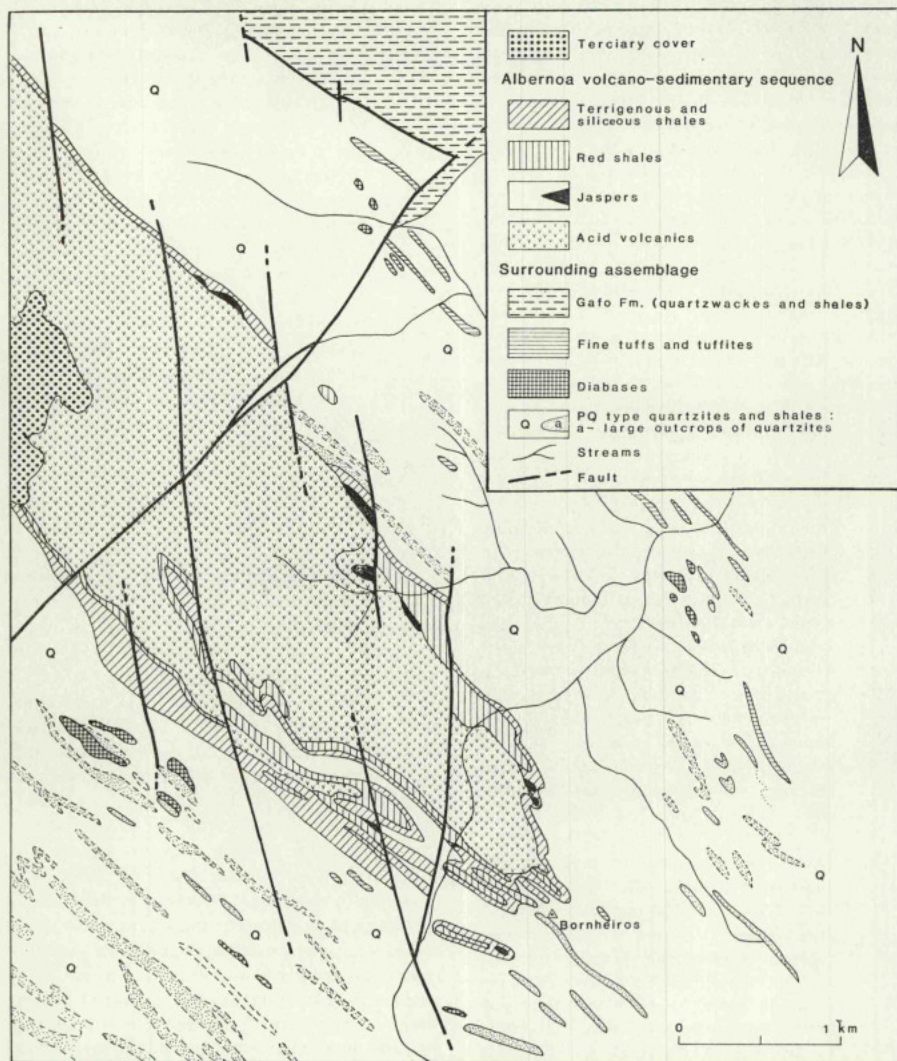 Terciary cover
N
Albernoa volcano-sedimentary sequence
Terrigenous and
siliceous shales
Red shales
Jaspers
Acid volcanics
Surrounding assemblage
Gafo Fm. (quartzwackes and shales)
Fine tuffs and tuffites
Diabases
Q a PQ type quartzites and shales :
a- large outcrops of quartzites
Streams
Fault
Q
Q
Q
Q
Q
Q
Q
Q
Bornheiros
Q
Q
0 1 km